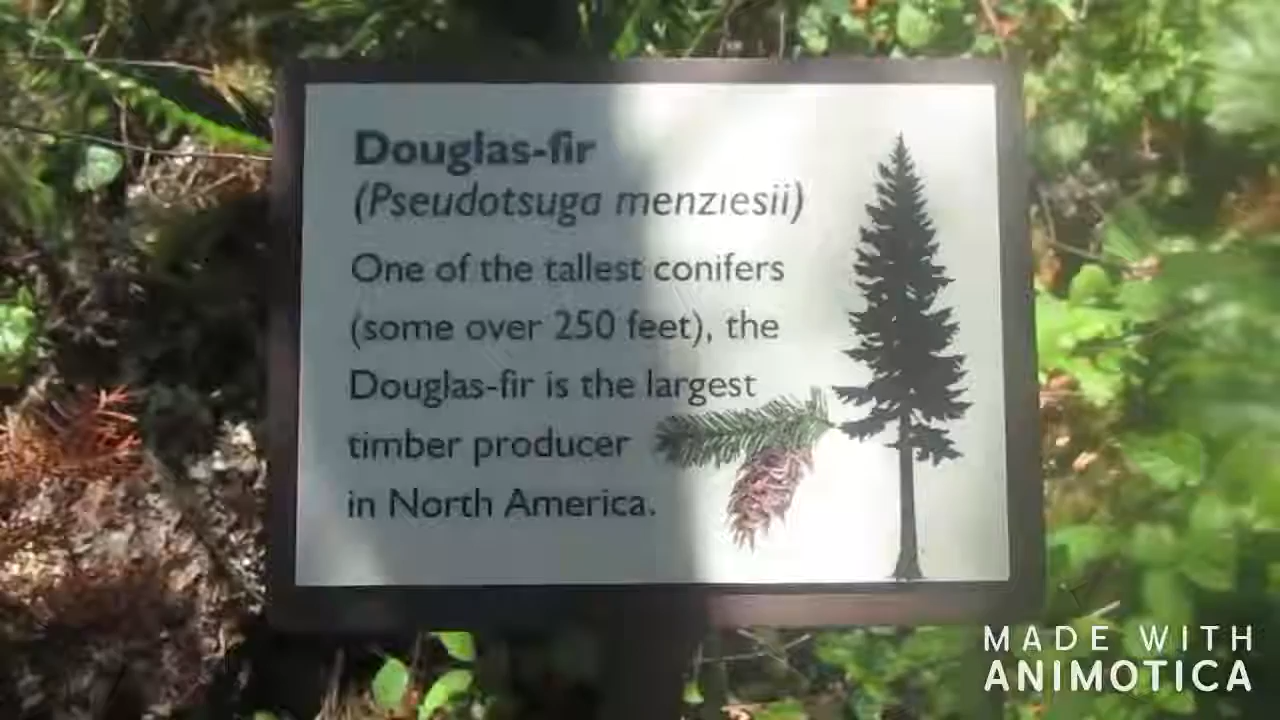 Douglas-fir
(Pseudotsuga menziesii)
One of the tallest conifers
(some over 250 feet), the
Douglas-fir is the largest
timber producer
in North America.
MADE WITH
ANIMOTICA